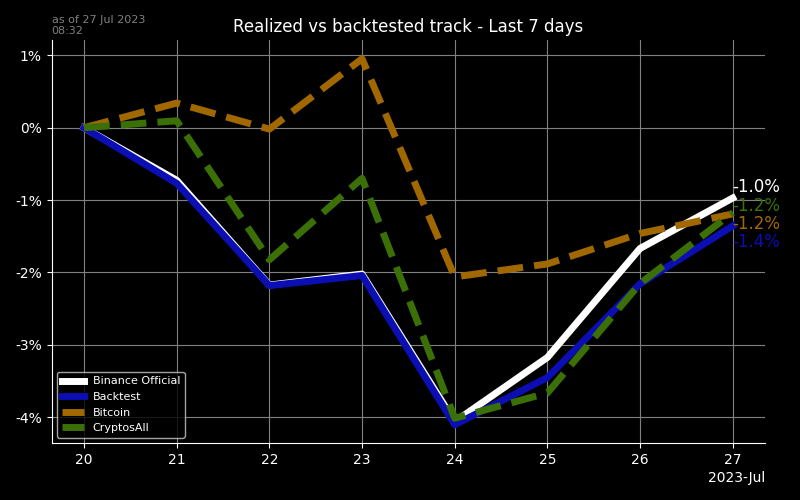 as of 27 Jul 2023
08:32
Realized vs backtested track - Last 7 days
1%
0%
-1%
-2%
-3%
-4%
-1.0%
-1.2%
-1.2%
-1.4%
Binance Official
Backtest
Bitcoin
CryptosAll
20 21 22 23 24 25 26 27
2023-Jul